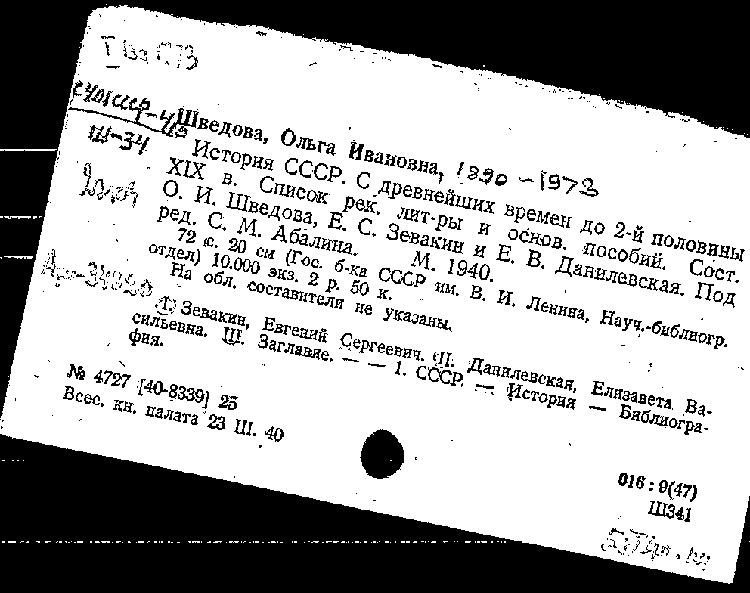 Ш-34
Шведова, Ольга Ивановна, 1890-1973
История СССР. С древнейших времен до 2-й половины
XIX в. Список рек. лит-ры и основ. пособий. Сост.
О. И. Шведова, Е. С. Зевакин и Е. В. Данилевская. Под
ред. С. М. Абалина. М. 1940.
72 с. 20 см (Гос. б-ка СССР им. В. И. Ленина, Науч.-библиогр.
отдел) 10.000 экз. 2 р. 50 к.
На обл. составители не указаны.
I. Зевакин, Евгений Сергеевич. II. Данилевская, Елизавета Ва-
сильевна. III. Заглавие. — — 1. СССР. — История — Библиогра-
фия.
№ 4727 [40-8339] 25
Всес. кн. палата 23 III. 40
016 : 9(47)
Ш341